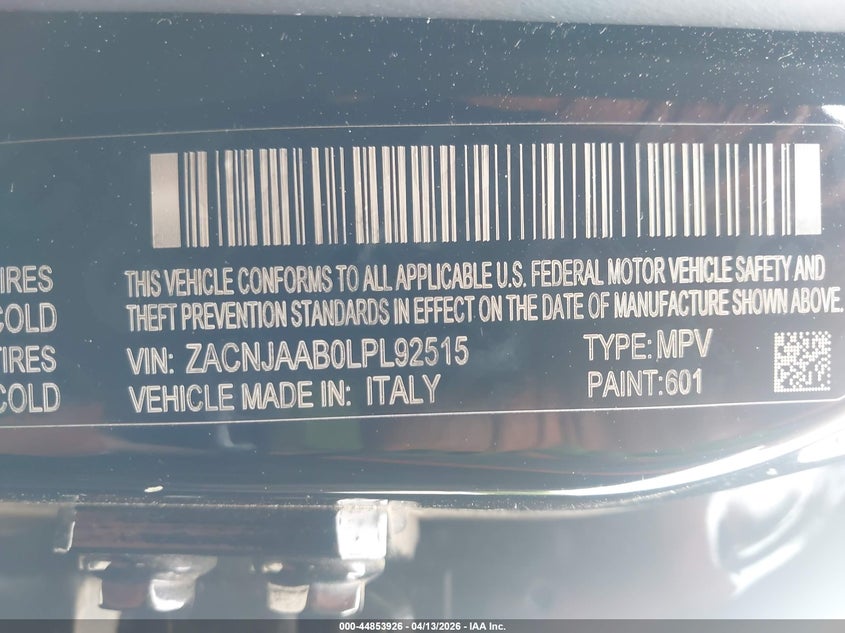 TIRES
COLD
TIRES
COLD
THIS VEHICLE CONFORMS TO ALL APPLICABLE U.S. FEDERAL MOTOR VEHICLE SAFETY AND
THEFT PREVENTION STANDARDS IN EFFECT ON THE DATE OF MANUFACTURE SHOWN ABOVE.
VIN: ZACNJAAB0LPL92515 TYPE: MPV
VEHICLE MADE IN: ITALY PAINT:601
000-44853926 - 04/13/2026 - IAA Inc.